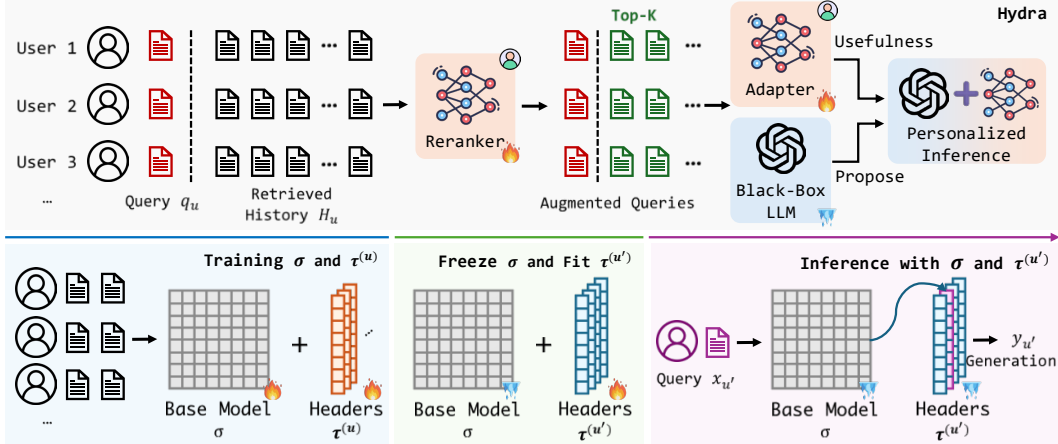 Hydra
User 1
User 2
User 3
...
Query q_u
...
...
...
Retrieved
History H_u
Reranker
Top-K
...
...
...
Augmented Queries
Adapter
Usefulness
Black-Box
LLM
Propose
Personalized
Inference
Training σ and τ^(u)
...
Base Model
σ
+
...
Headers
τ^(u)
Freeze σ and Fit τ^(u')
Base Model
σ
+
Headers
τ^(u')
Inference with σ and τ^(u')
Query x_u'
Base Model
σ
Headers
τ^(u')
y_u'
Generation